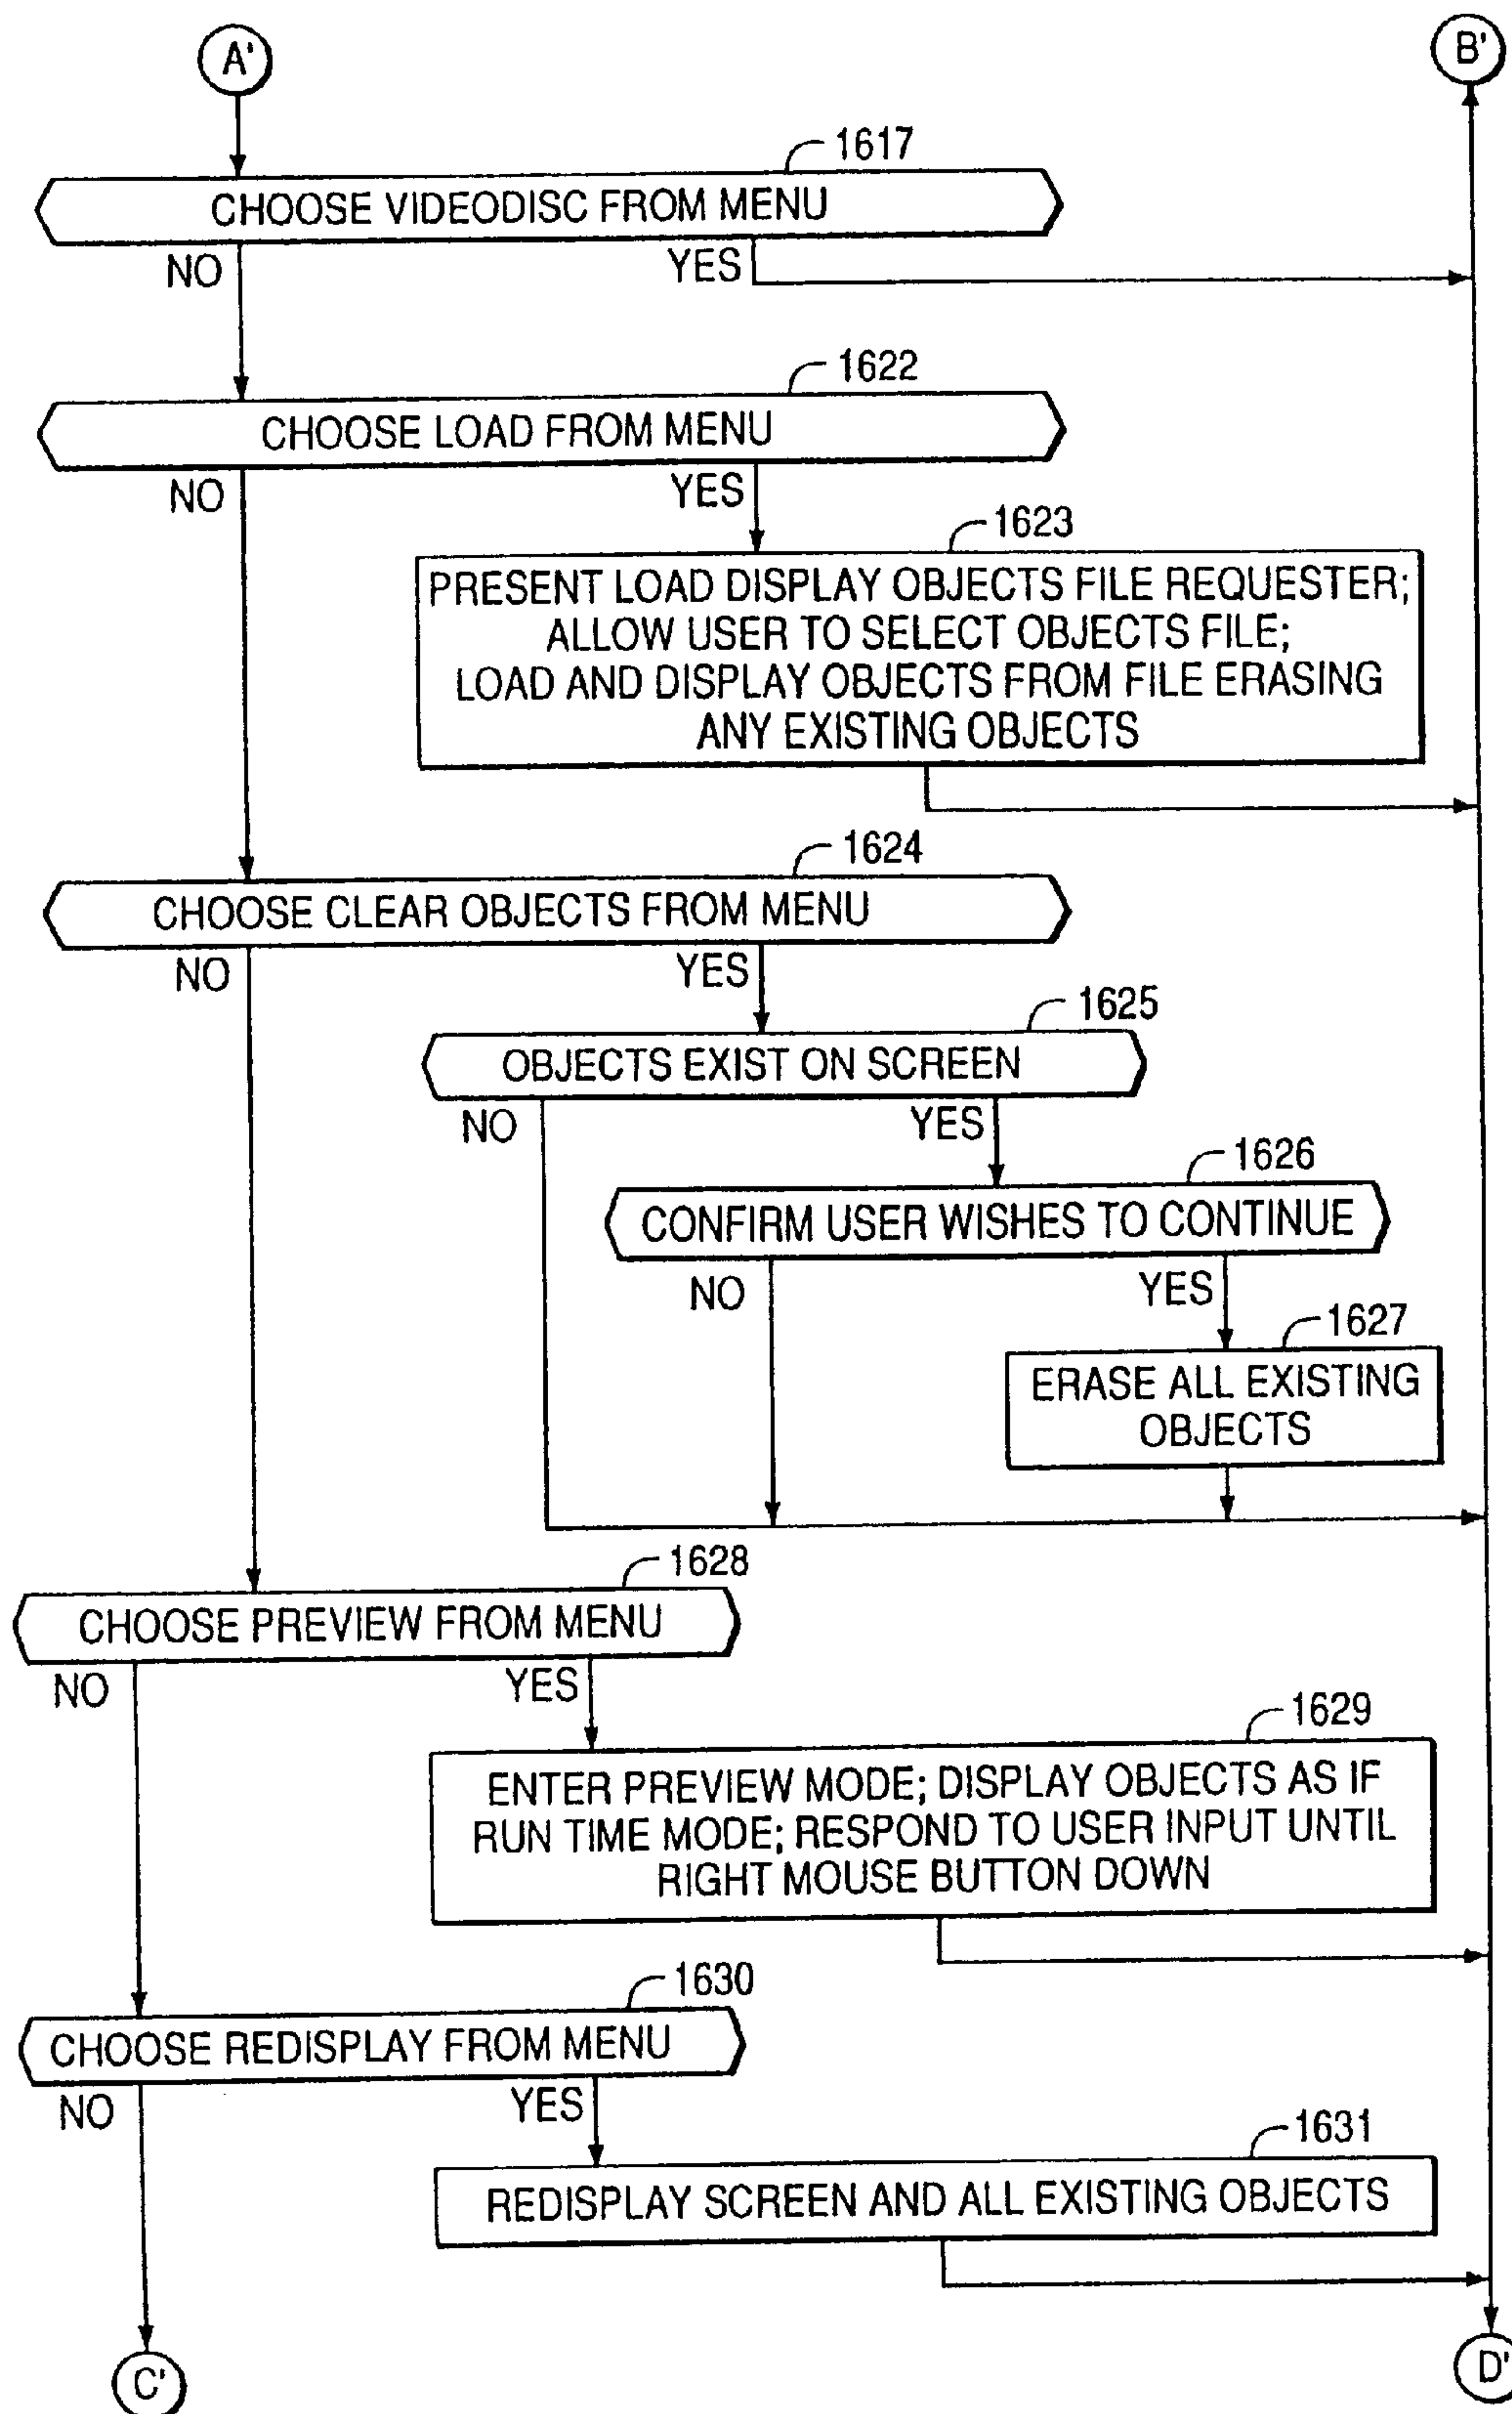 A'
B'
1617
CHOOSE VIDEODISC FROM MENU
NO
YES
1622
CHOOSE LOAD FROM MENU
NO
YES
1623
PRESENT LOAD DISPLAY OBJECTS FILE REQUESTER;
ALLOW USER TO SELECT OBJECTS FILE;
LOAD AND DISPLAY OBJECTS FROM FILE ERASING
ANY EXISTING OBJECTS
1624
CHOOSE CLEAR OBJECTS FROM MENU
NO
YES
1625
OBJECTS EXIST ON SCREEN
NO
YES
1626
CONFIRM USER WISHES TO CONTINUE
NO
YES
1627
ERASE ALL EXISTING
OBJECTS
1628
CHOOSE PREVIEW FROM MENU
NO
YES
1629
ENTER PREVIEW MODE; DISPLAY OBJECTS AS IF
RUN TIME MODE; RESPOND TO USER INPUT UNTIL
RIGHT MOUSE BUTTON DOWN
1630
CHOOSE REDISPLAY FROM MENU
NO
YES
1631
REDISPLAY SCREEN AND ALL EXISTING OBJECTS
C'
D'